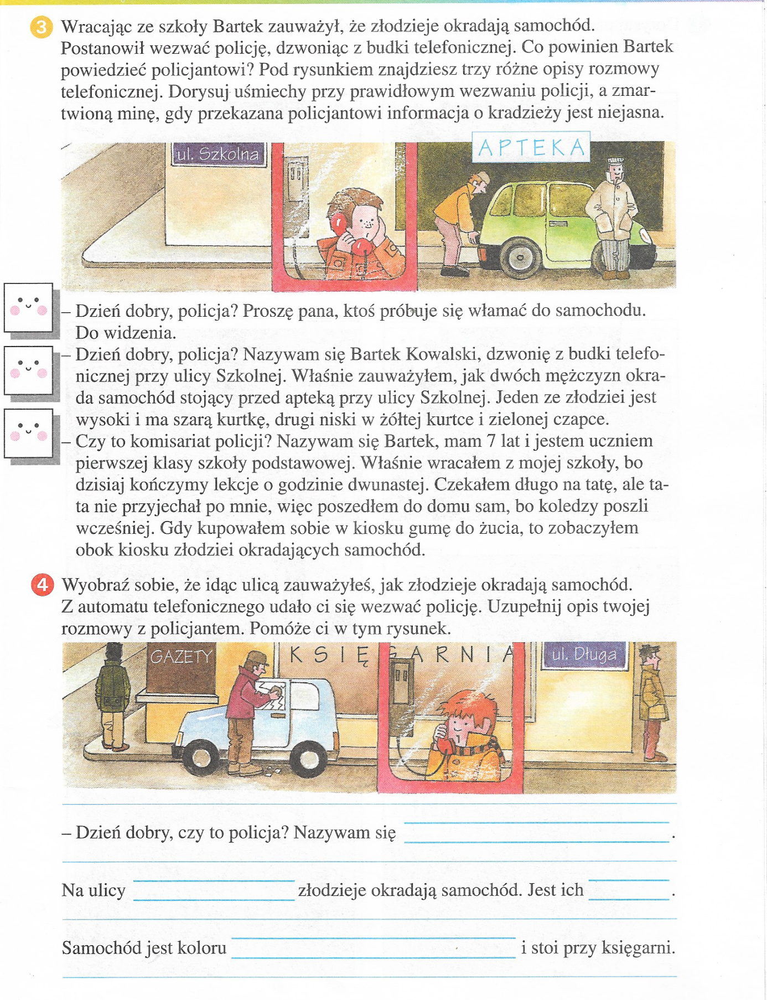 3 Wracając ze szkoły Bartek zauważył, że złodzieje okradają samochód.
Postanowił wezwać policję, dzwoniąc z budki telefonicznej. Co powinien Bartek
powiedzieć policjantowi? Pod rysunkiem znajdziesz trzy różne opisy rozmowy
telefonicznej. Dorysuj uśmiechy przy prawidłowym wezwaniu policji, a zmar-
twioną minę, gdy przekazana policjantowi informacja o kradzieży jest niejasna.
ul. Szkolna
APTEKA
– Dzień dobry, policja? Proszę pana, ktoś próbuje się włamać do samochodu.
Do widzenia.
– Dzień dobry, policja? Nazywam się Bartek Kowalski, dzwonię z budki telefo-
nicznej przy ulicy Szkolnej. Właśnie zauważyłem, jak dwóch mężczyzn okra-
da samochód stojący przed apteką przy ulicy Szkolnej. Jeden ze złodziei jest
wysoki i ma szarą kurtkę, drugi niski w żółtej kurtce i zielonej czapce.
– Czy to komisariat policji? Nazywam się Bartek, mam 7 lat i jestem uczniem
pierwszej klasy szkoły podstawowej. Właśnie wracałem z mojej szkoły, bo
dzisiaj kończymy lekcje o godzinie dwunastej. Czekałem długo na tatę, ale ta-
ta nie przyjechał po mnie, więc poszedłem do domu sam, bo koledzy poszli
wcześniej. Gdy kupowałem sobie w kiosku gumę do żucia, to zobaczyłem
obok kiosku złodziei okradających samochód.
4 Wyobraź sobie, że idąc ulicą zauważyłeś, jak złodzieje okradają samochód.
Z automatu telefonicznego udało ci się wezwać policję. Uzupełnij opis twojej
rozmowy z policjantem. Pomóże ci w tym rysunek.
GAZETY
KSIĘGARNIA
ul. Długa
– Dzień dobry, czy to policja? Nazywam się .
Na ulicy złodzieje okradają samochód. Jest ich .
Samochód jest koloru i stoi przy księgarni.